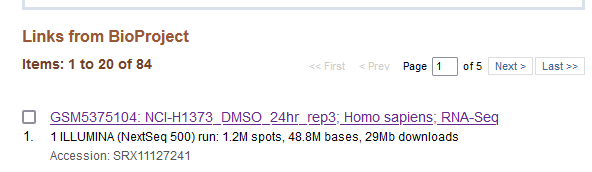 Links from BioProject
Items: 1 to 20 of 84
<< First < Prev Page 1 of 5 Next > Last >>
GSM5375104: NCI-H1373_DMSO_24hr_rep3; Homo sapiens; RNA-Seq
1. 1 ILLUMINA (NextSeq 500) run: 1.2M spots, 48.8M bases, 29Mb downloads
Accession: SRX11127241